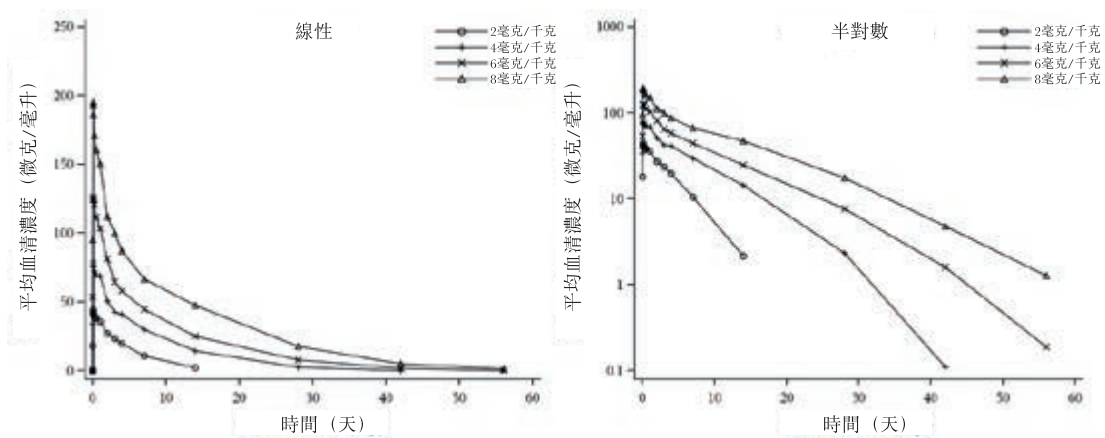 線性
2毫克/千克
4毫克/千克
6毫克/千克
8毫克/千克
平均血清濃度（微克/毫升）
250
200
150
100
50
0
0 10 20 30 40 50 60
時間（天）
半對數
2毫克/千克
4毫克/千克
6毫克/千克
8毫克/千克
平均血清濃度（微克/毫升）
1000
100
10
1
0.1
0 10 20 30 40 50 60
時間（天）